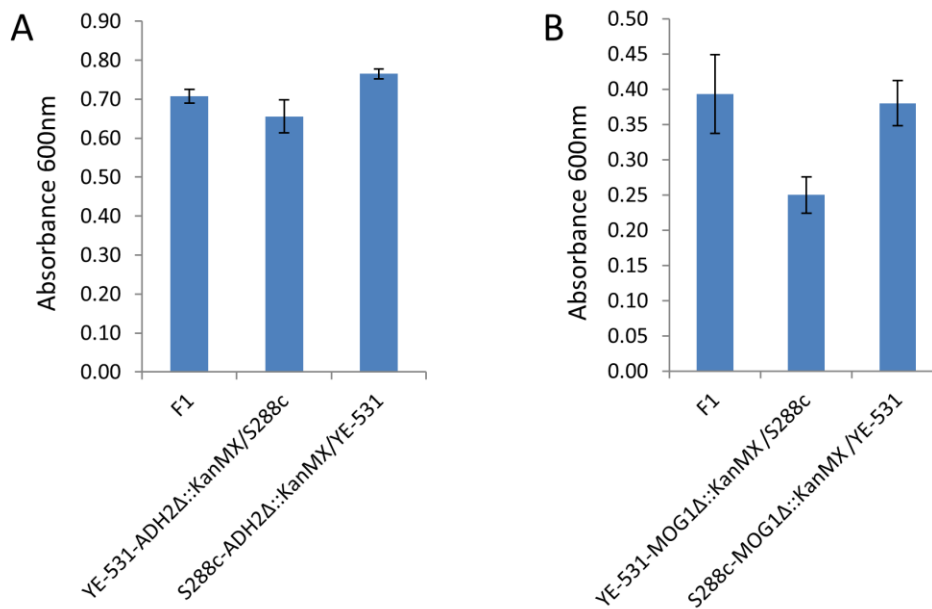 A
Absorbance 600nm
0.90
0.80
0.70
0.60
0.50
0.40
0.30
0.20
0.10
0.00
F1
YE-531-ADH2Δ::KanMX/S288c
S288c-ADH2Δ::KanMX/YE-531
B
Absorbance 600nm
0.50
0.45
0.40
0.35
0.30
0.25
0.20
0.15
0.10
0.05
0.00
F1
YE-531-MOG1Δ::KanMX /S288c
S288c-MOG1Δ::KanMX /YE-531